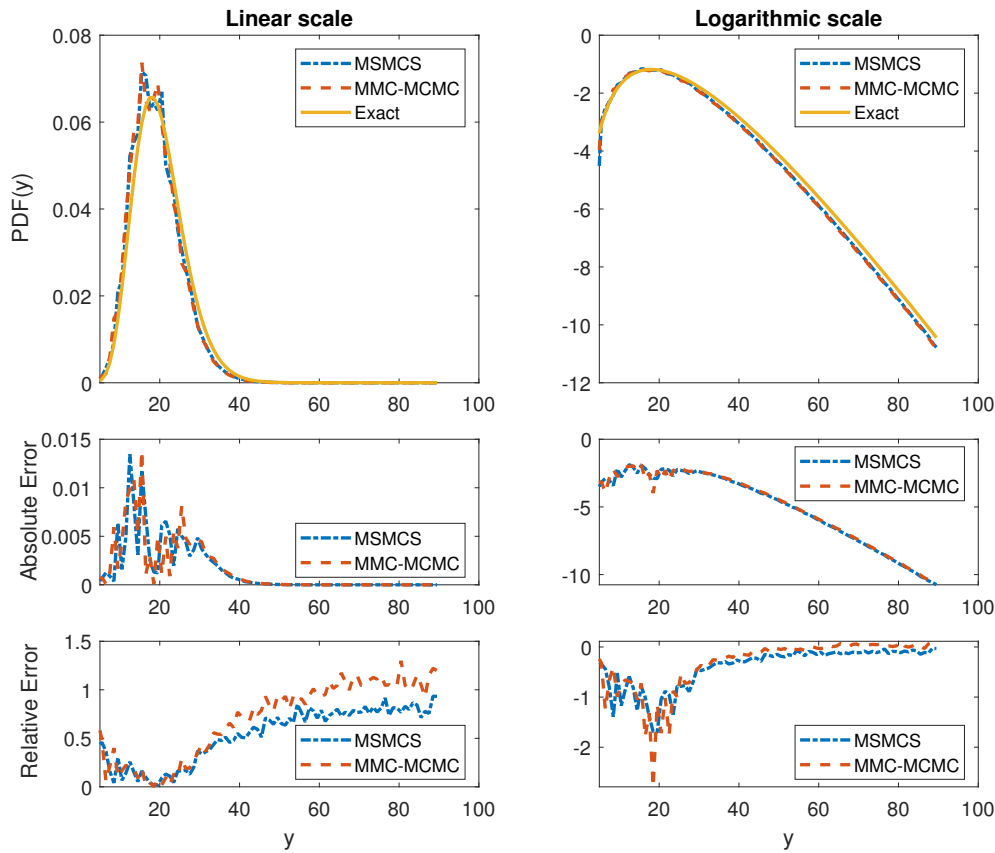 Linear scale
Logarithmic scale
PDF(y)
0.08
0.06
0.04
0.02
0
20
40
60
80
100
MSMCS
MMC-MCMC
Exact
0
-2
-4
-6
-8
-10
-12
20
40
60
80
100
MSMCS
MMC-MCMC
Exact
Absolute Error
0.015
0.01
0.005
0
20
40
60
80
100
MSMCS
MMC-MCMC
0
-5
-10
20
40
60
80
100
MSMCS
MMC-MCMC
Relative Error
1.5
1
0.5
0
20
40
60
80
100
MSMCS
MMC-MCMC
y
0
-1
-2
20
40
60
80
100
MSMCS
MMC-MCMC
y